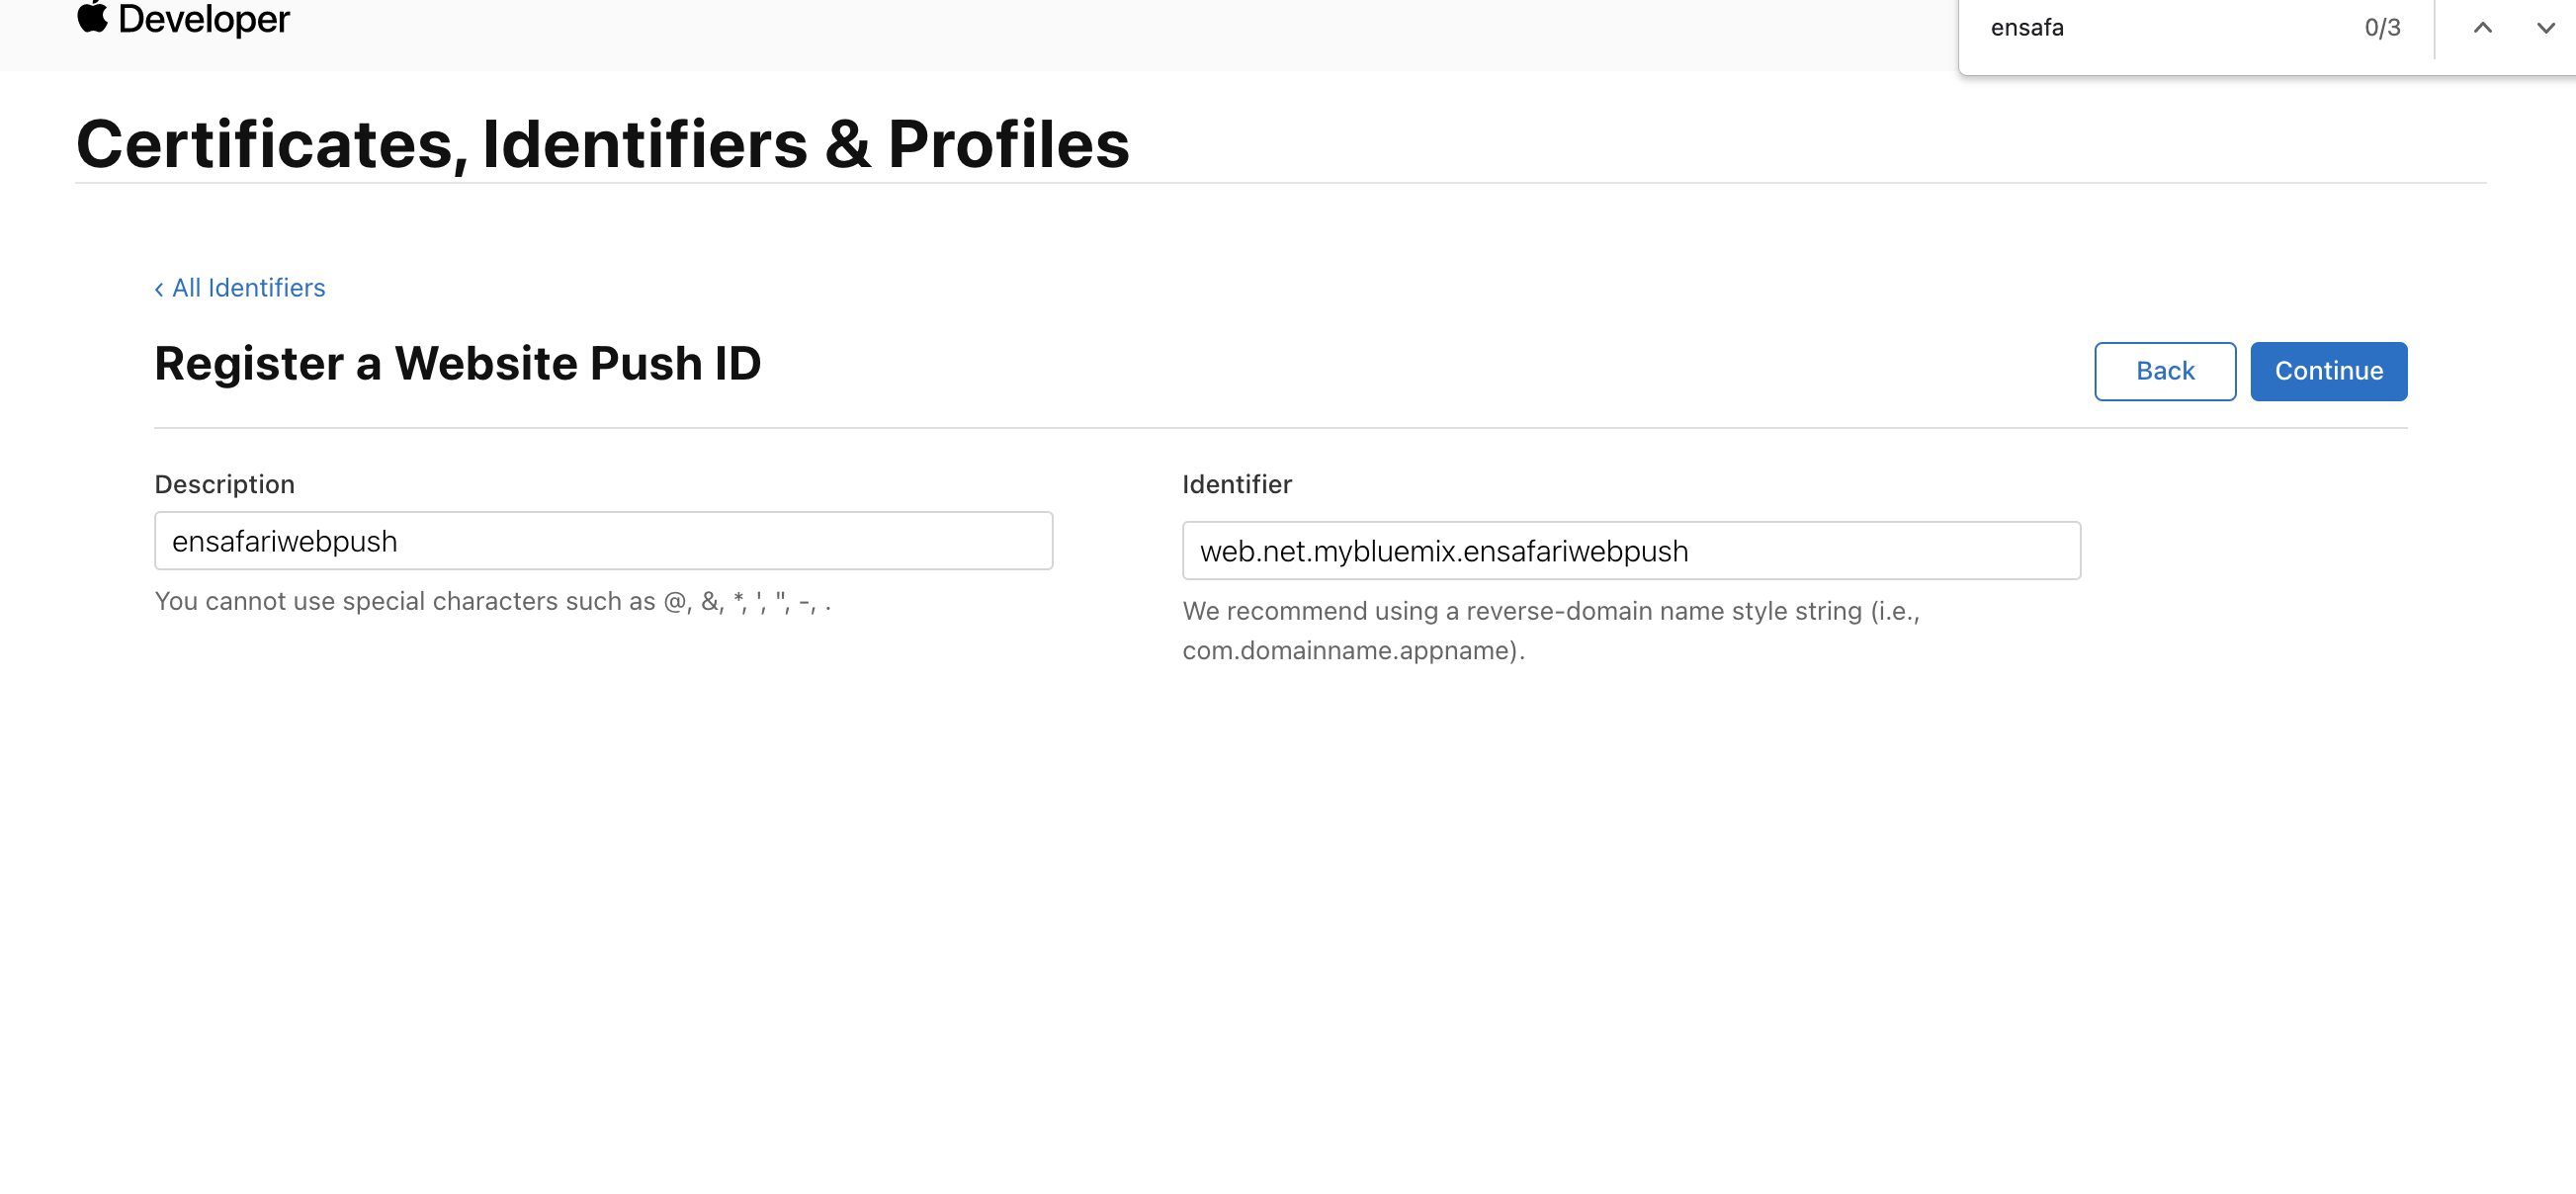 Developer
ensafa 0/3
Certificates, Identifiers & Profiles
‹ All Identifiers
Register a Website Push ID
Back Continue
Description
Identifier
ensafariwebpush
web.net.mybluemix.ensafariwebpush
You cannot use special characters such as @, &, *, ', ", -, .
We recommend using a reverse-domain name style string (i.e.,
com.domainname.appname).